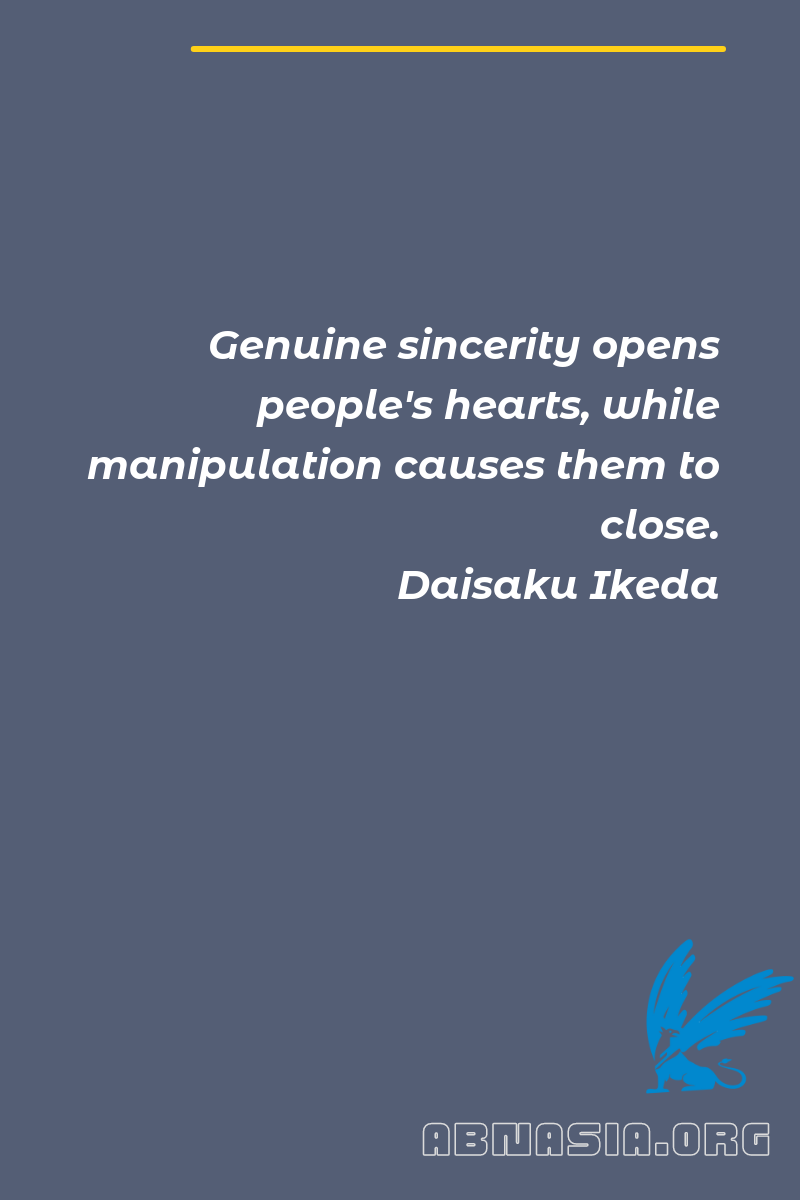 Genuine sincerity opens
people's hearts, while
manipulation causes them to
close.
Daisaku Ikeda
ABNASIA.ORG